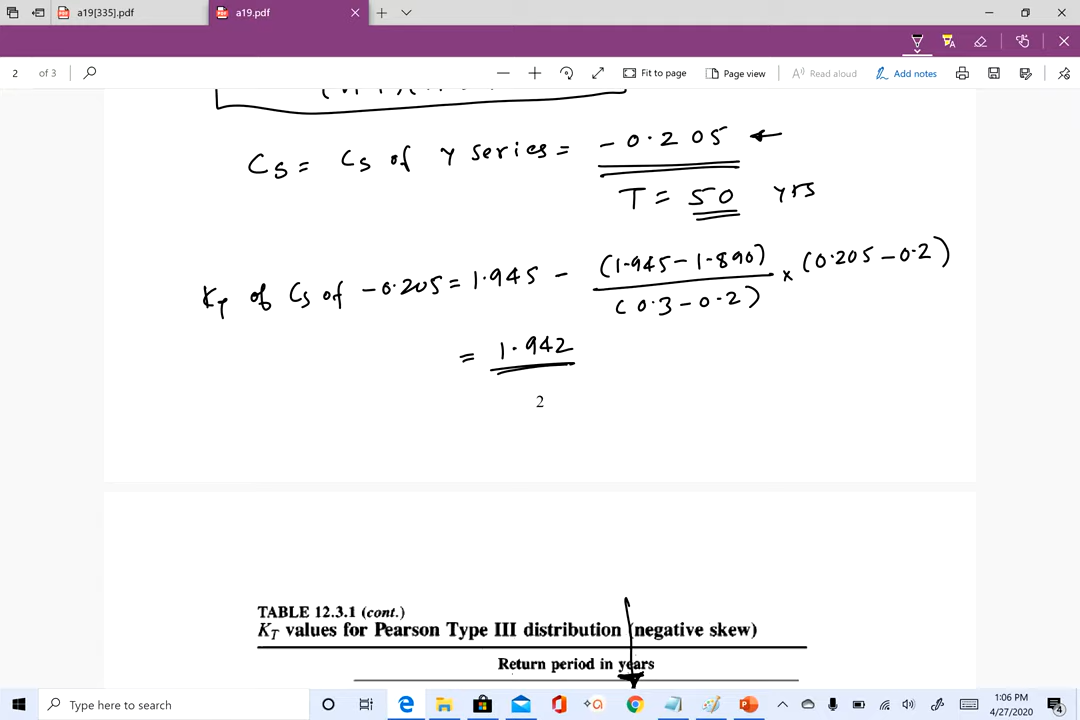 a19[335].pdf
a19.pdf
2 of 3
Fit to page
Page view
Read aloud
Add notes
Cs = Cs of Y series = -0.205 ←
T = 50 yrs
K_T of Cs of -0.205 = 1.945 - (1.945-1.890)/(0.3-0.2) × (0.205-0.2)
= 1.942
2
TABLE 12.3.1 (cont.)
K_T values for Pearson Type III distribution (negative skew)
Return period in years
Type here to search
1:06 PM
4/27/2020
4